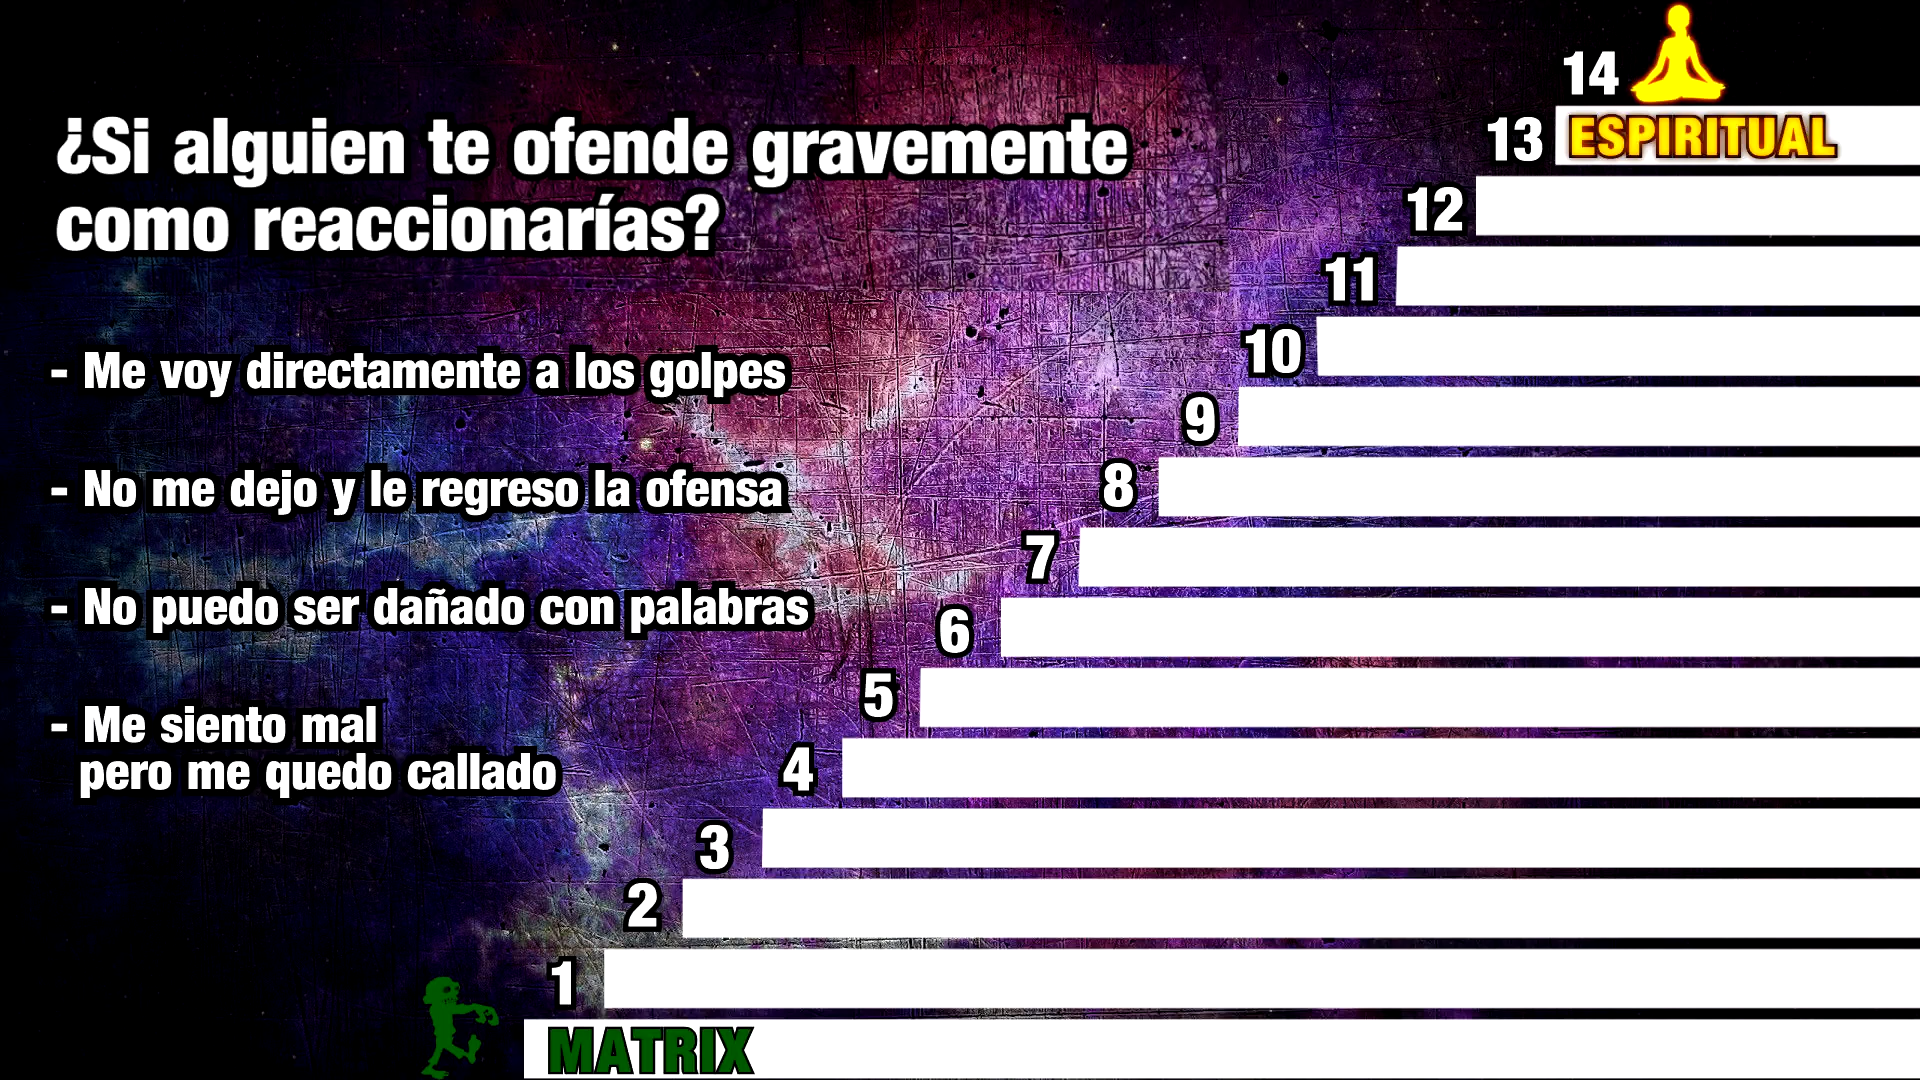 ¿Si alguien te ofende gravemente
como reaccionarías?
- Me voy directamente a los golpes
- No me dejo y le regreso la ofensa
- No puedo ser dañado con palabras
- Me siento mal
pero me quedo callado
14
13 ESPIRITUAL
12
11
10
9
8
7
6
5
4
3
2
1
MATRIX